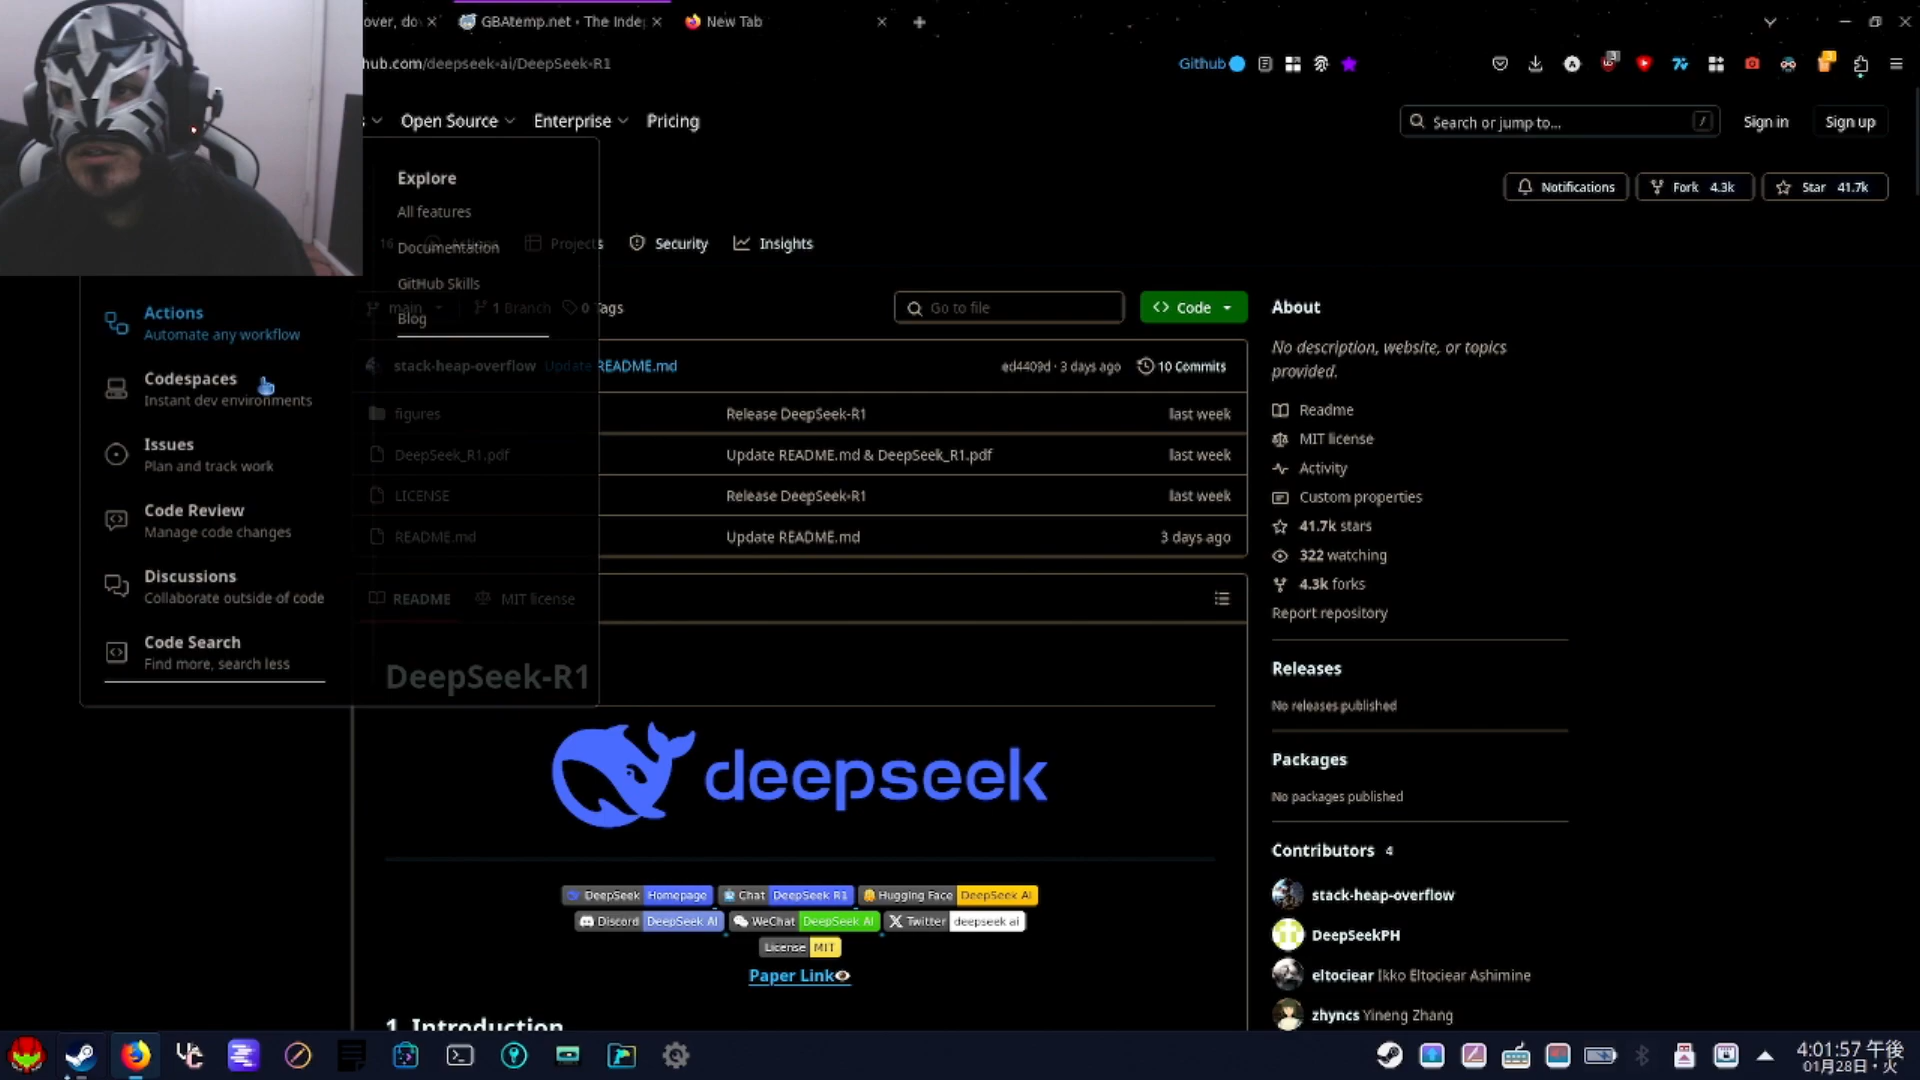 over, do
GBAtemp.net • The Inde
New Tab
hub.com/deepseek-ai/DeepSeek-R1
Github
Open Source
Enterprise
Pricing
Search or jump to...
/
Sign in
Sign up
Explore
All features
Documentation
GitHub Skills
Blog
Notifications
Fork 4.3k
Star 41.7k
16
Projects
Security
Insights
Actions
Automate any workflow
Codespaces
Instant dev environments
Issues
Plan and track work
Code Review
Manage code changes
Discussions
Collaborate outside of code
Code Search
Find more, search less
main
1 Branch
0 Tags
Go to file
Code
stack-heap-overflow Update README.md
ed4409d · 3 days ago
10 Commits
figures
Release DeepSeek-R1
last week
DeepSeek_R1.pdf
Update README.md & DeepSeek_R1.pdf
last week
LICENSE
Release DeepSeek-R1
last week
README.md
Update README.md
3 days ago
README
MIT license
DeepSeek-R1
deepseek
DeepSeek Homepage
Chat DeepSeek R1
Hugging Face DeepSeek AI
Discord DeepSeek AI
WeChat DeepSeek AI
Twitter deepseek ai
License MIT
Paper Link👁️
1. Introduction
About
No description, website, or topics
provided.
Readme
MIT license
Activity
Custom properties
41.7k stars
322 watching
4.3k forks
Report repository
Releases
No releases published
Packages
No packages published
Contributors 4
stack-heap-overflow
DeepSeekPH
eltociear Ikko Eltociear Ashimine
zhyncs Yineng Zhang
4:01:57 午後
01月28日・火